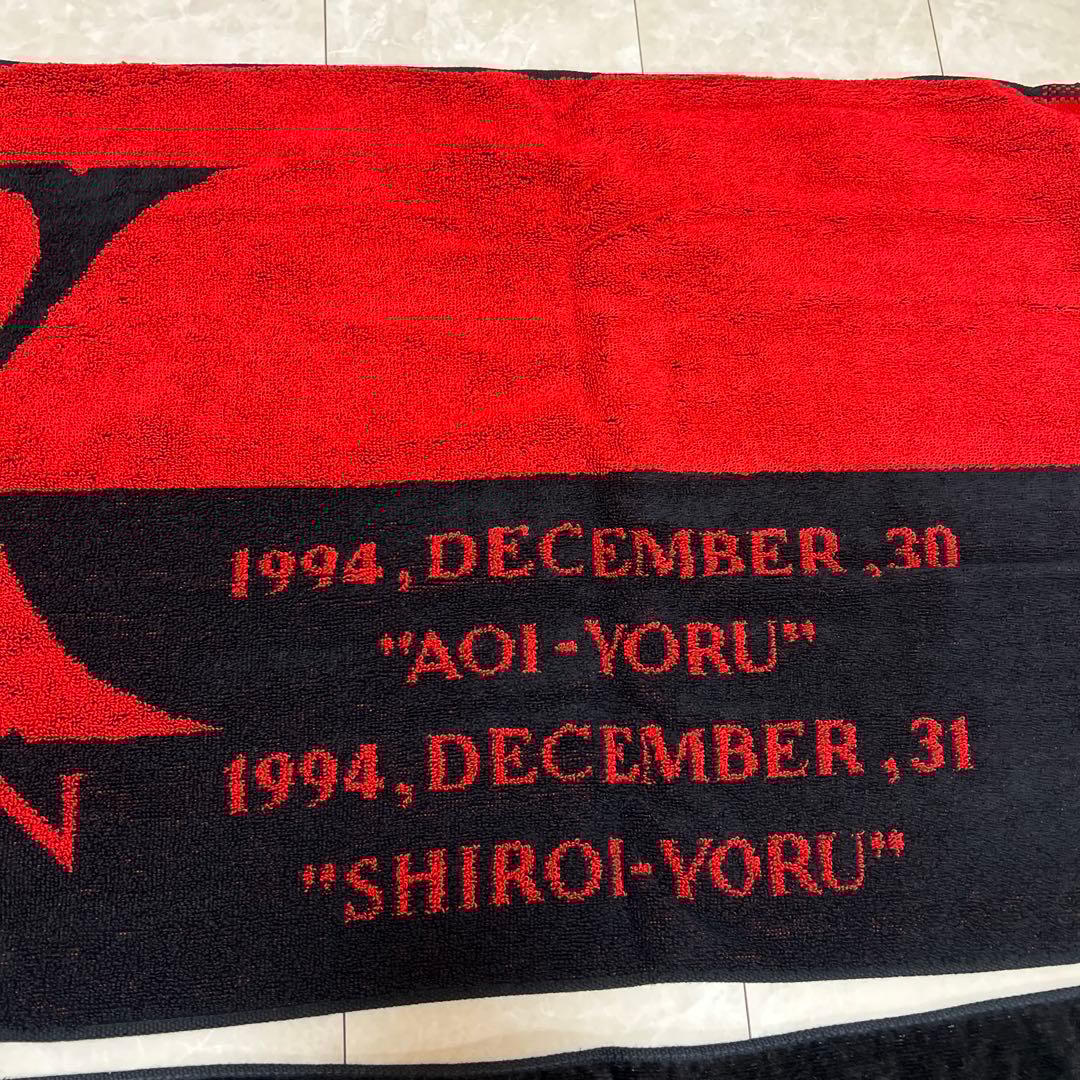 1994, DECEMBER ,30
"AOI-YORU"
1994, DECEMBER ,31
"SHIROI-YORU"